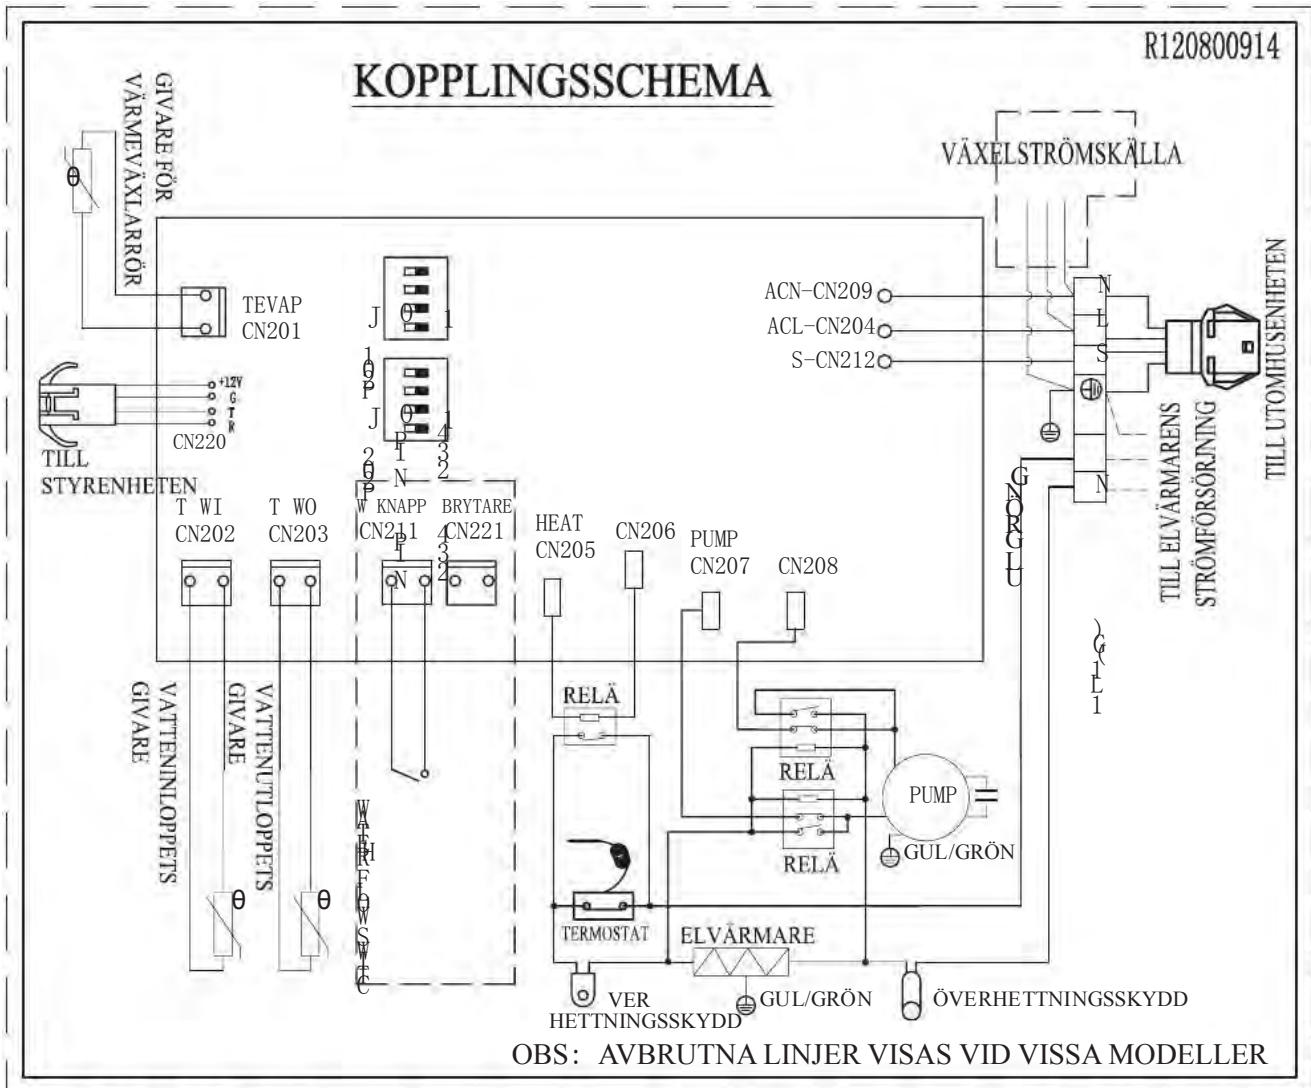 R120800914
KOPPLINGSSCHEMA
GIVARE FÖR
VÄRMEVÄXLARRÖR
θ
VÄXELSTRÖMSKÄLLA
TEVAP
CN201
ACN-CN209
ACL-CN204
S-CN212
N
L
S
N
TILL UTOMHUSENHETEN
TILL ELVÄRMARENS
STRÖMFÖRSÖRJNING
+12V
G
T
R
CN220
TILL
STYRENHETEN
T WI
CN202
T WO
CN203
W KNAPP
CN211
BRYTARE
CN221
HEAT
CN205
CN206
PUMP
CN207
CN208
VATTENINLOPPETS
GIVARE
VATTENUTLOPPETS
GIVARE
θ
θ
RELÄ
RELÄ
RELÄ
PUMP
GUL/GRÖN
TERMOSTAT
ELVÄRMARE
GUL/GRÖN
VER
HETTNINGSSKYDD
ÖVERHETTNINGSSKYDD
OBS: AVBRUTNA LINJER VISAS VID VISSA MODELLER